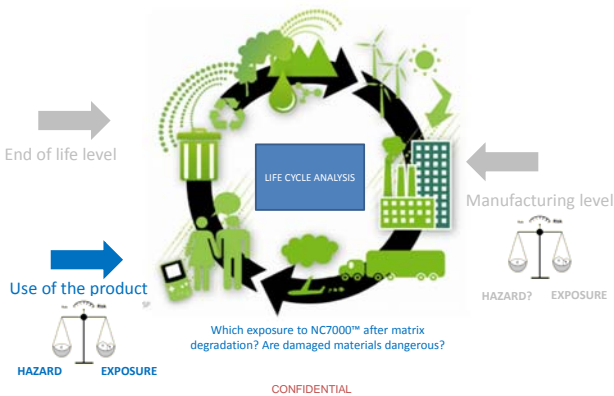 End of life level
LIFE CYCLE ANALYSIS
Manufacturing level
Use of the product
HAZARD? EXPOSURE
Which exposure to NC7000™ after matrix
degradation? Are damaged materials dangerous?
HAZARD EXPOSURE
CONFIDENTIAL